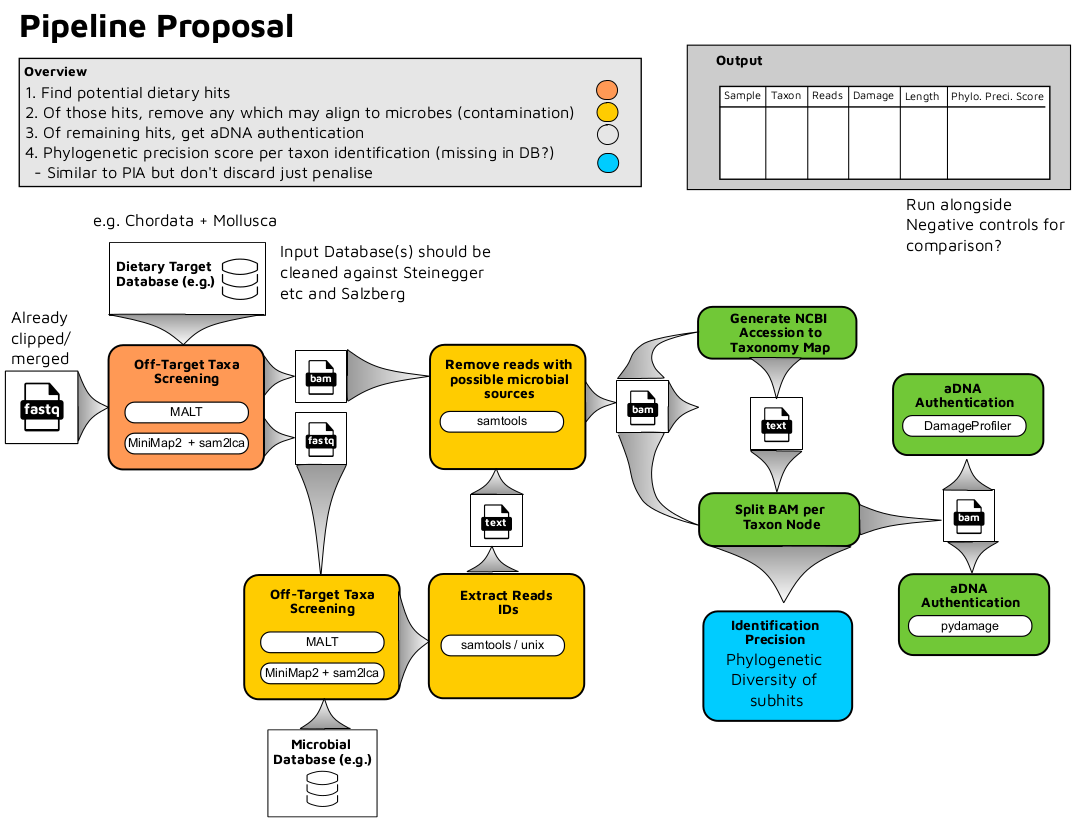 Pipeline Proposal
Overview
1. Find potential dietary hits
2. Of those hits, remove any which may align to microbes (contamination)
3. Of remaining hits, get aDNA authentication
4. Phylogenetic precision score per taxon identification (missing in DB?)
- Similar to PIA but don't discard just penalise
Output
Sample Taxon Reads Damage Length Phylo. Preci. Score
Run alongside
Negative controls for
comparison?
e.g. Chordata + Mollusca
Dietary Target
Database (e.g.)
Input Database(s) should be
cleaned against Steinegger
etc and Salzberg
Already
clipped/
merged
fastq
Off-Target Taxa
Screening
MALT
MiniMap2 + sam2lca
bam
fastq
Remove reads with
possible microbial
sources
samtools
text
Off-Target Taxa
Screening
MALT
MiniMap2 + sam2lca
Extract Reads
IDs
samtools / unix
Microbial
Database (e.g.)
bam
Generate NCBI
Accession to
Taxonomy Map
text
Split BAM per
Taxon Node
Identification
Precision
Phylogenetic
Diversity of
subhits
aDNA
Authentication
DamageProfiler
bam
aDNA
Authentication
pydamage